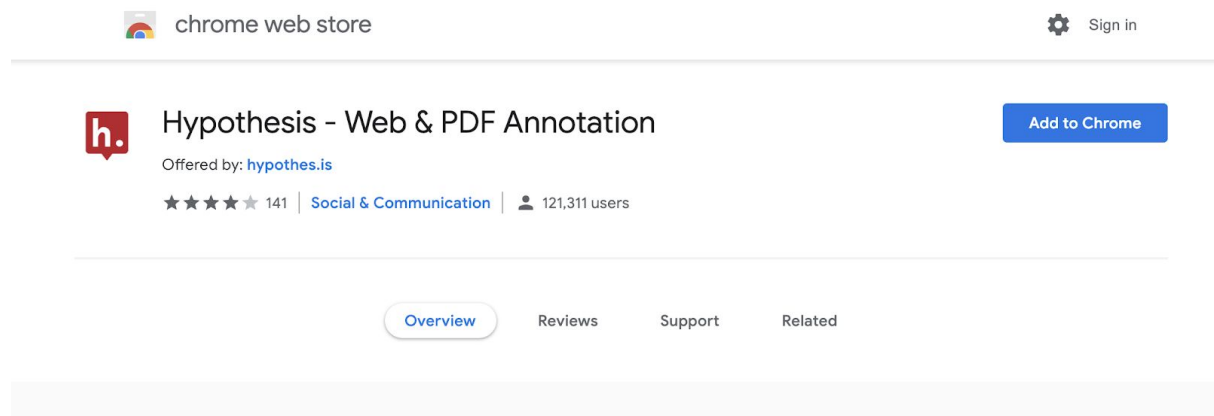 chrome web store
Sign in
h.
Hypothesis - Web & PDF Annotation
Add to Chrome
Offered by: hypothes.is
141 | Social & Communication | 121,311 users
Overview Reviews Support Related